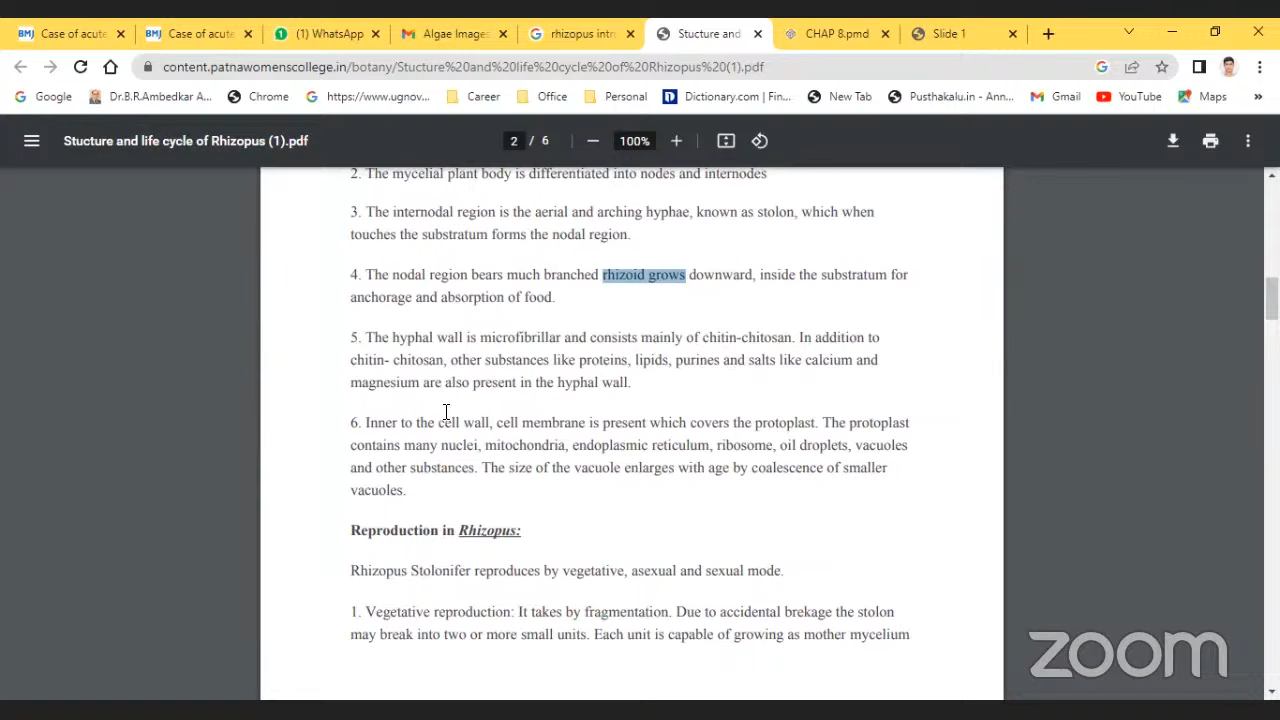 Case of acute
Case of acute
(1) WhatsApp
Algae Images
rhizopus intr
Stucture and
CHAP 8.pmd
Slide 1
content.patnawomenscollege.in/botany/Stucture%20and%20life%20cycle%20of%20Rhizopus%20(1).pdf
Google
Dr.B.R.Ambedkar A...
Chrome
https://www.ugnov...
Career
Office
Personal
Dictionary.com | Fin...
New Tab
Pusthakalu.in - Ann...
Gmail
YouTube
Maps
Stucture and life cycle of Rhizopus (1).pdf
2 / 6
100%
2. The mycelial plant body is differentiated into nodes and internodes
3. The internodal region is the aerial and arching hyphae, known as stolon, which when
touches the substratum forms the nodal region.
4. The nodal region bears much branched rhizoid grows downward, inside the substratum for
anchorage and absorption of food.
5. The hyphal wall is microfibrillar and consists mainly of chitin-chitosan. In addition to
chitin- chitosan, other substances like proteins, lipids, purines and salts like calcium and
magnesium are also present in the hyphal wall.
6. Inner to the cell wall, cell membrane is present which covers the protoplast. The protoplast
contains many nuclei, mitochondria, endoplasmic reticulum, ribosome, oil droplets, vacuoles
and other substances. The size of the vacuole enlarges with age by coalescence of smaller
vacuoles.
Reproduction in Rhizopus:
Rhizopus Stolonifer reproduces by vegetative, asexual and sexual mode.
1. Vegetative reproduction: It takes by fragmentation. Due to accidental brekage the stolon
may break into two or more small units. Each unit is capable of growing as mother mycelium
zoom